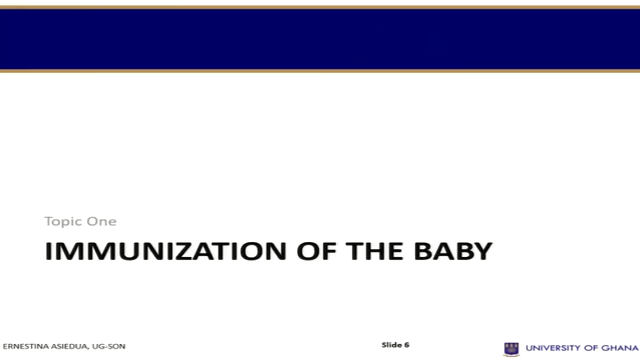 Topic One
IMMUNIZATION OF THE BABY
ERNESTINA ASIEDUA, UG-SON
Slide 6
UNIVERSITY OF GHANA